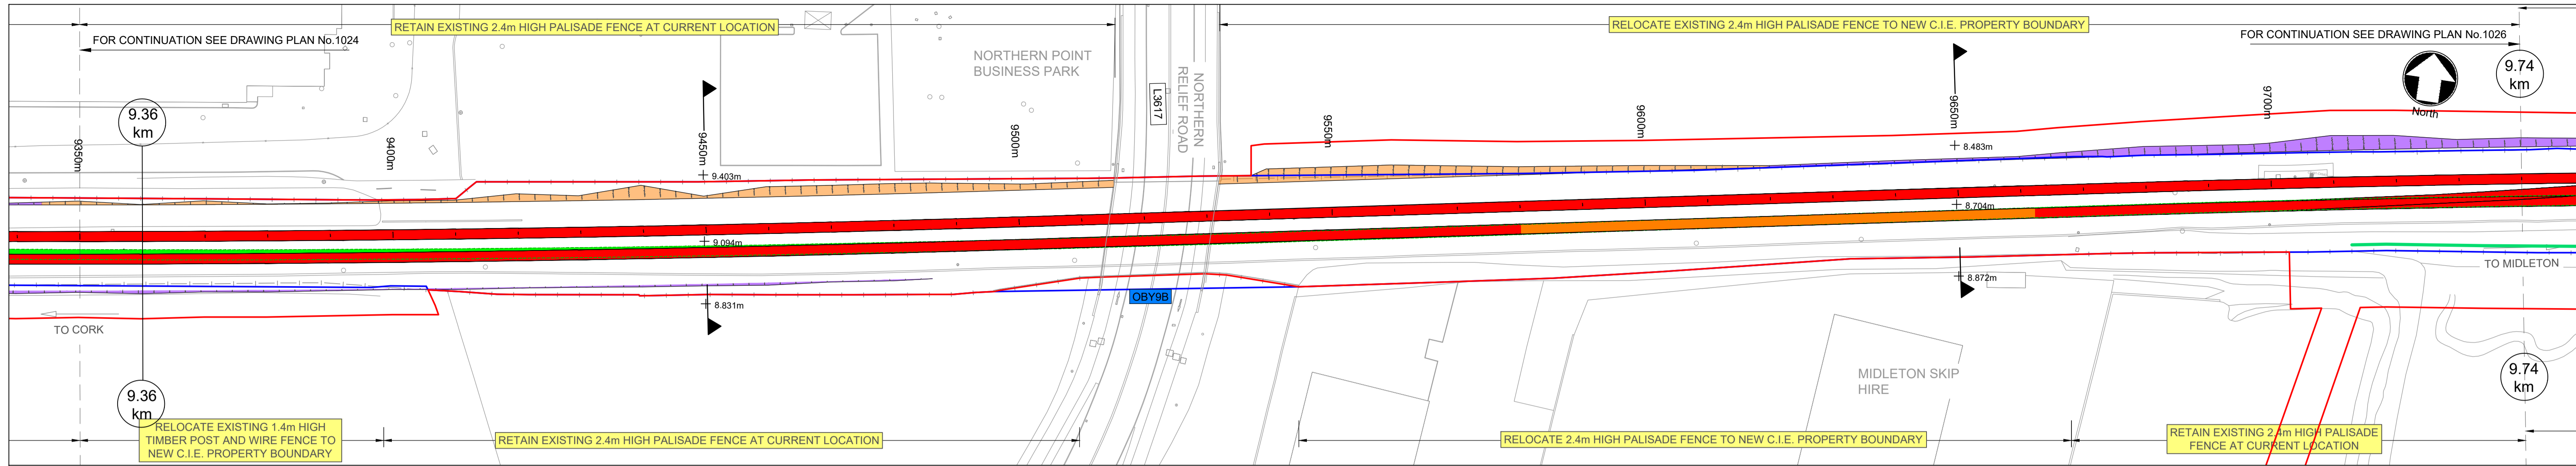 RETAIN EXISTING 2.4m HIGH PALISADE FENCE AT CURRENT LOCATION
RELOCATE EXISTING 2.4m HIGH PALISADE FENCE TO NEW C.I.E. PROPERTY BOUNDARY
FOR CONTINUATION SEE DRAWING PLAN No.1024
FOR CONTINUATION SEE DRAWING PLAN No.1026
NORTHERN POINT
BUSINESS PARK
NORTHERN
RELIEF ROAD
L3617
9.36
km
9.74
km
North
9350m
9400m
9450m
9500m
9550m
9600m
9650m
9700m
9.403m
8.483m
9.094m
8.704m
8.831m
8.872m
OBY9B
TO CORK
TO MIDLETON
MIDLETON SKIP
HIRE
9.36
km
9.74
km
RELOCATE EXISTING 1.4m HIGH
TIMBER POST AND WIRE FENCE TO
NEW C.I.E. PROPERTY BOUNDARY
RETAIN EXISTING 2.4m HIGH PALISADE FENCE AT CURRENT LOCATION
RELOCATE 2.4m HIGH PALISADE FENCE TO NEW C.I.E. PROPERTY BOUNDARY
RETAIN EXISTING 2.4m HIGH PALISADE
FENCE AT CURRENT LOCATION